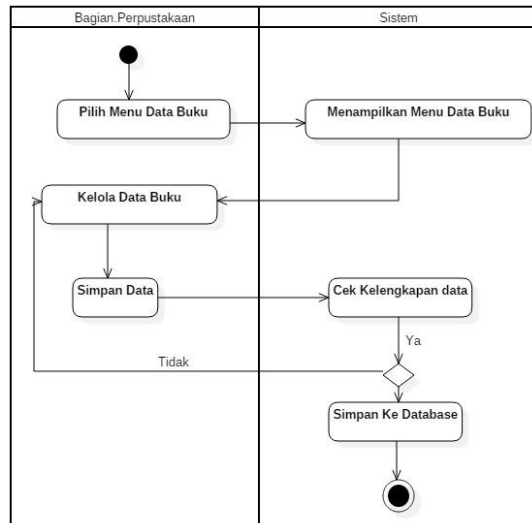 Bagian.Perpustakaan
Sistem
Pilih Menu Data Buku
Menampilkan Menu Data Buku
Kelola Data Buku
Simpan Data
Cek Kelengkapan data
Ya
Tidak
Simpan Ke Database